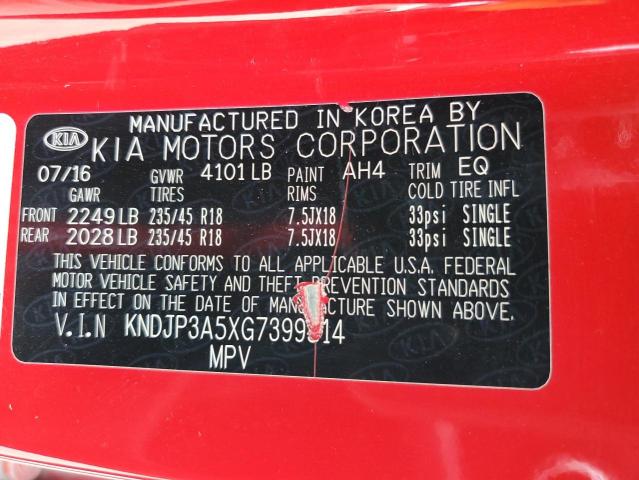 MANUFACTURED IN KOREA BY
KIA KIA MOTORS CORPORATION
07/16 GVWR 4101 LB PAINT AH4 TRIM EQ
GAWR TIRES RIMS COLD TIRE INFL
FRONT 2249 LB 235/45 R18 7.5JX18 33psi SINGLE
REAR 2028 LB 235/45 R18 7.5JX18 33psi SINGLE
THIS VEHICLE CONFORMS TO ALL APPLICABLE U.S.A. FEDERAL
MOTOR VEHICLE SAFETY AND THEFT PREVENTION STANDARDS
IN EFFECT ON THE DATE OF MANUFACTURE SHOWN ABOVE.
V.I.N
MPV